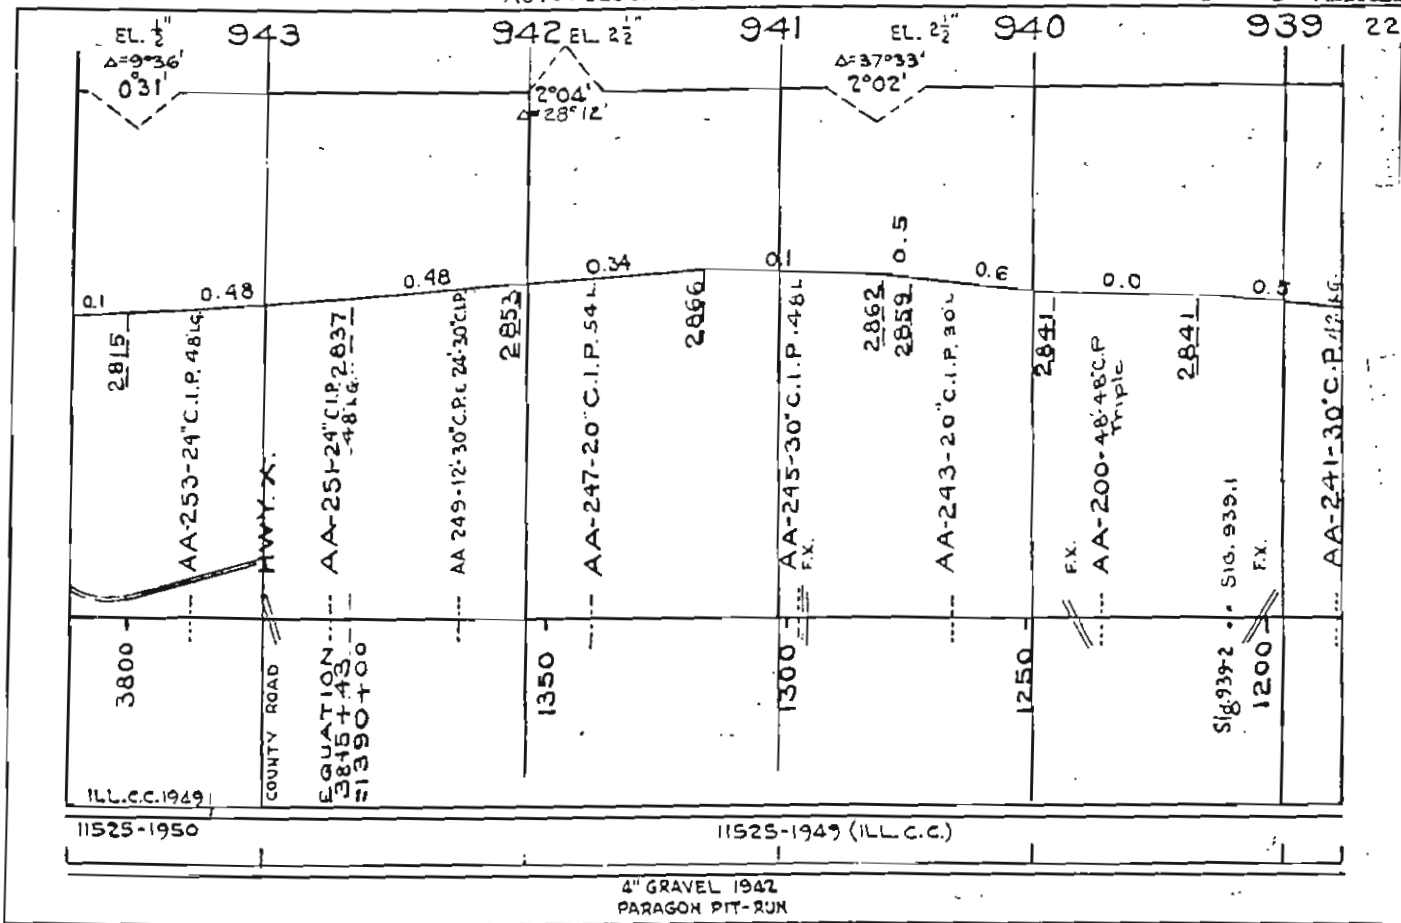 943 942 941 940 939 22
EL. ½"
Δ=9°36'
0°31'
EL 2½"
2°04'
Δ=28°12'
EL. 2½"
Δ=37°33'
2°02'
0.1
0.48
0.48
0.34
0.1
0.5
0.6
0.0
0.5
2815
AA-253-24"C.I.P. 48'LG.
HWY. X.
AA-251-24"C.I.P.
48'LG.
2837
AA 249-12'-30"C.P. & 24'-30"C.I.P.
2853
AA-247-20"C.I.P. 54'L
2866
AA-245-30"C.I.P. 48'L
F.X.
2862
2859
AA-243-20"C.I.P. 30'L
2841
F.X.
AA-200-48'-48"C.P
Triple
2841
SIG. 939.1
F.X.
AA-241-30"C.P.
3800
COUNTY ROAD
EQUATION
3815+43
=1390+00
1350
1300
1250
Sig.939-2
1200
ILL.C.C.1949
11525-1950
11525-1949 (ILL. C.C.)
4" GRAVEL 1942
PARAGON PIT-RUN